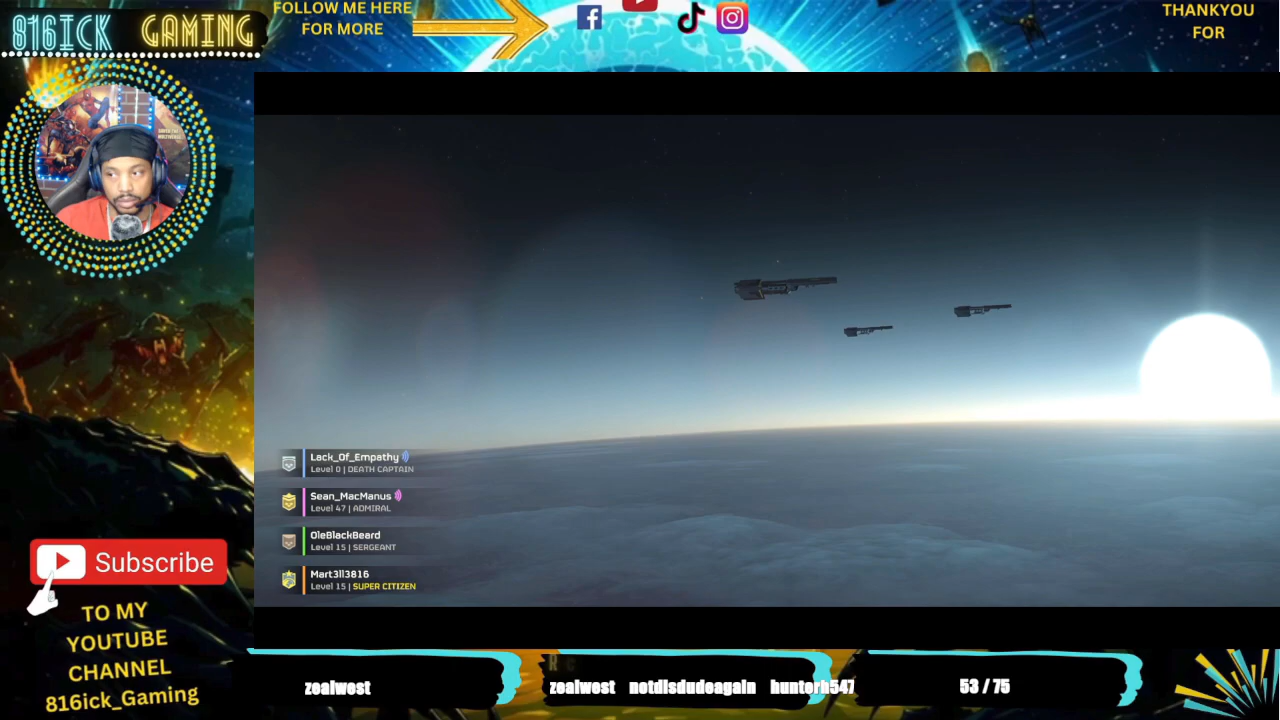 816ICK GAMING
FOLLOW ME HERE
FOR MORE
THANKYOU
FOR
Lack_Of_Empathy
Level 0 | DEATH CAPTAIN
Sean_MacManus
Level 47 | ADMIRAL
OleBlackBeard
Level 15 | SERGEANT
Mart3ll3816
Level 15 | SUPER CITIZEN
Subscribe
TO MY
YOUTUBE
CHANNEL
816ick_Gaming
zealwest
zealwest notdisdudeagain hunterh547
53 / 75